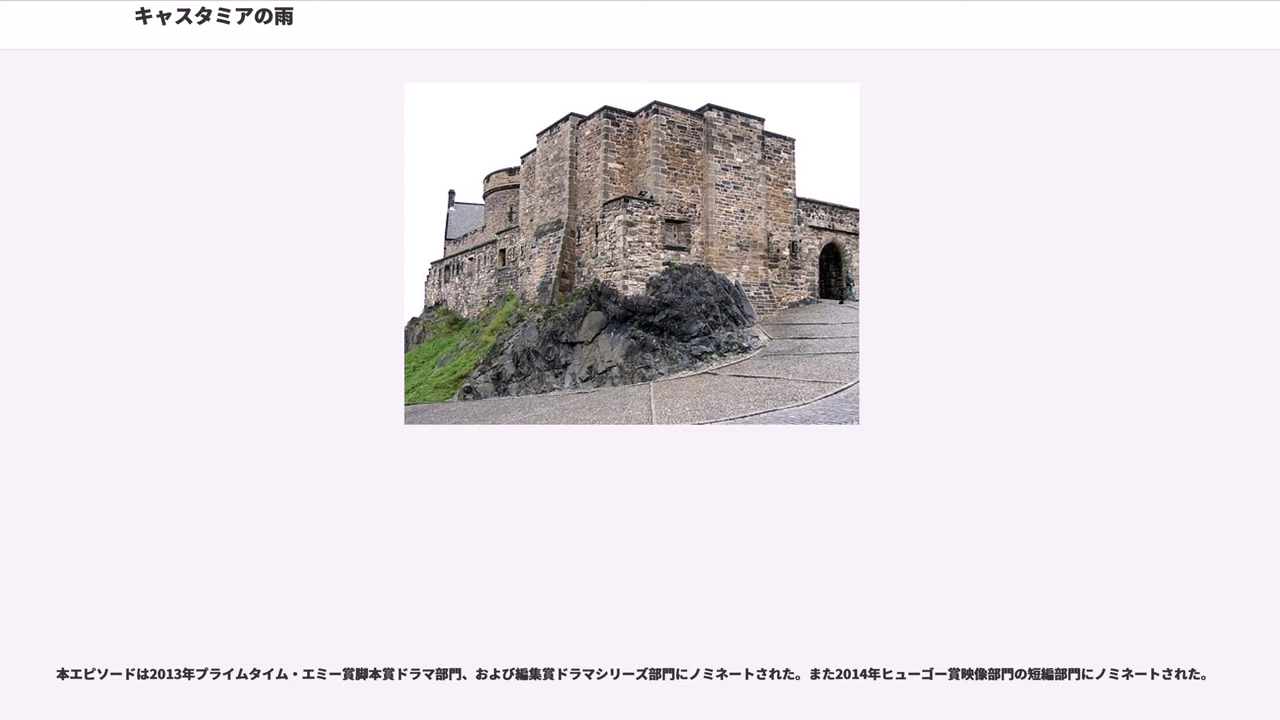 キャスタミアの雨
本エピソードは2013年プライムタイム・エミー賞脚本賞ドラマ部門、および編集賞ドラマシリーズ部門にノミネートされた。また2014年ヒューゴー賞映像部門の短編部門にノミネートされた。